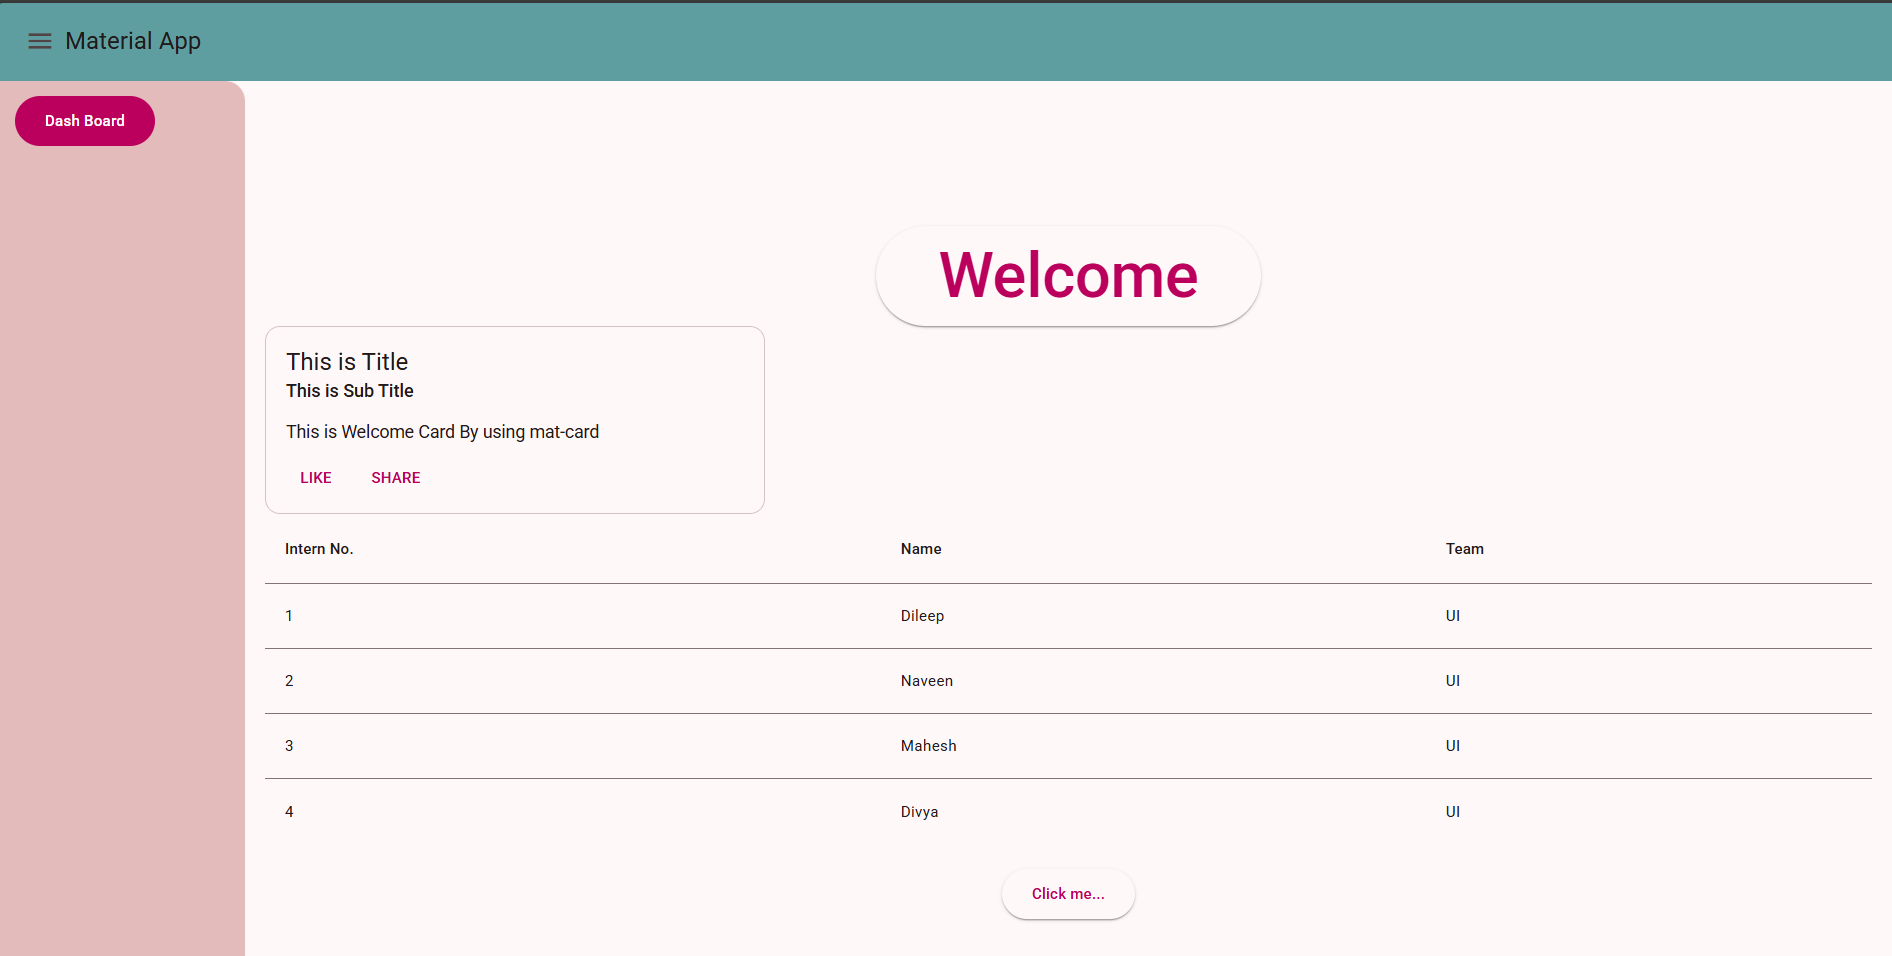 Material App
Dash Board
Welcome
This is Title
This is Sub Title
This is Welcome Card By using mat-card
LIKE SHARE
Intern No. Name Team
1 Dileep UI
2 Naveen UI
3 Mahesh UI
4 Divya UI
Click me...